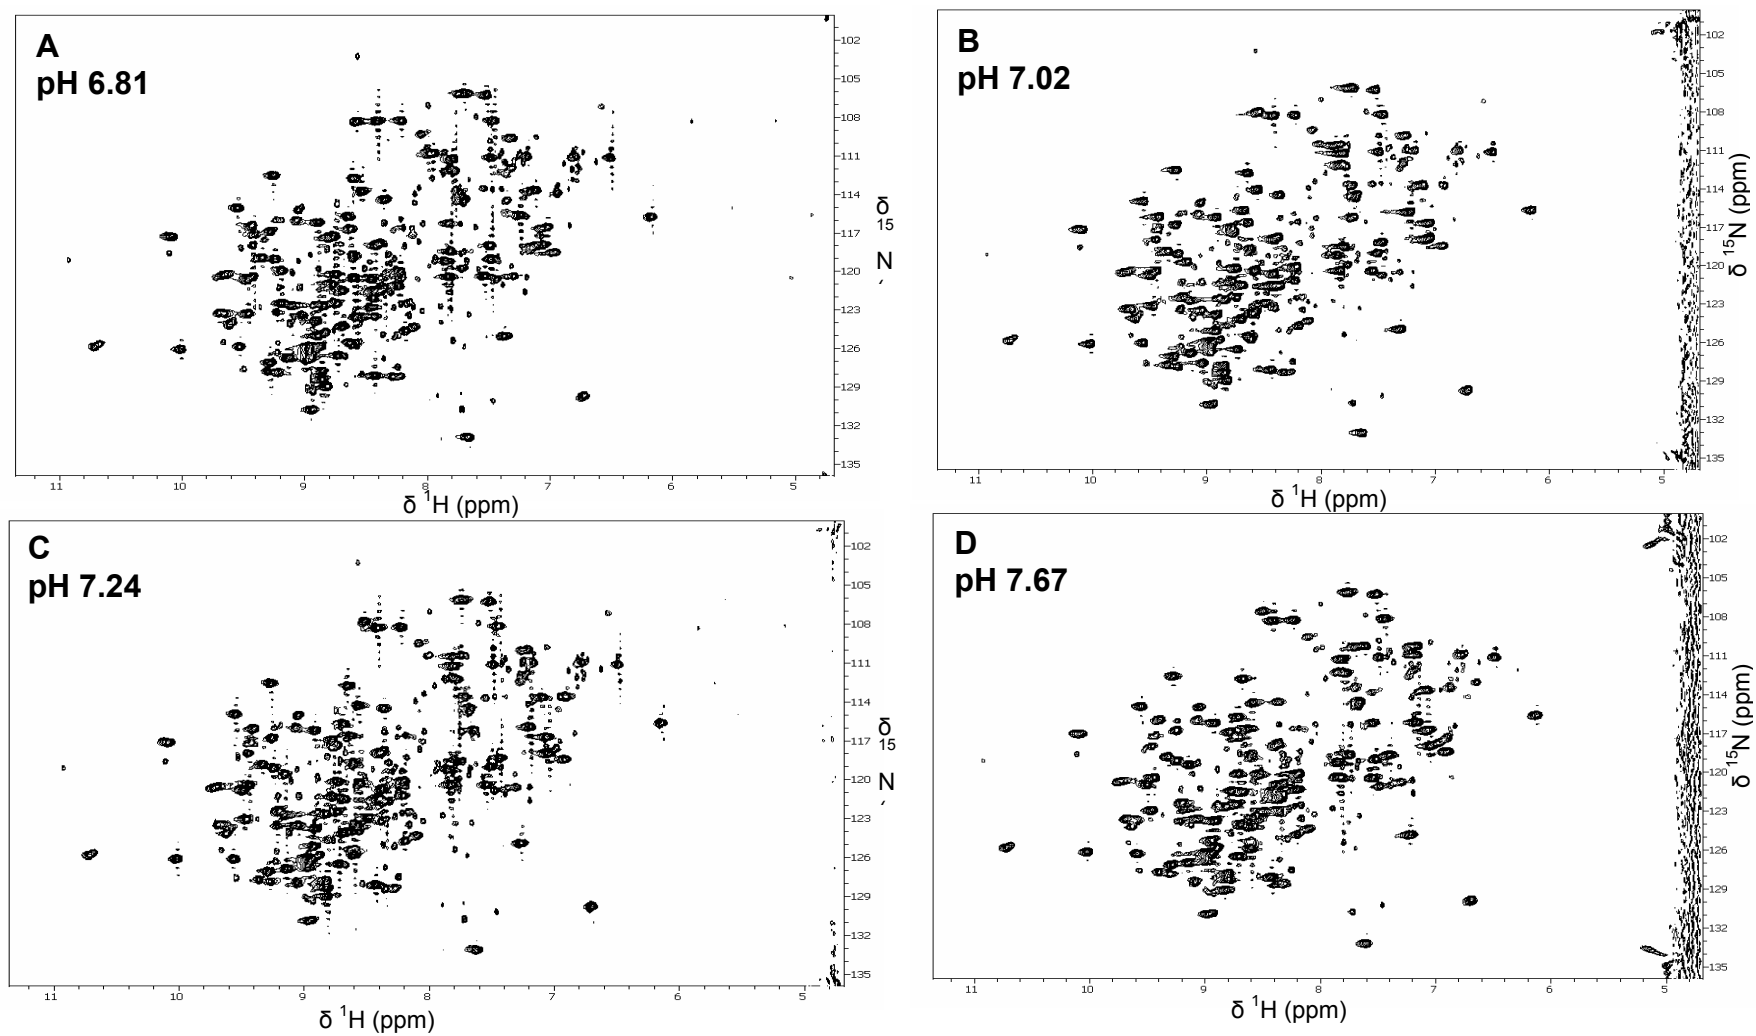 A
pH 6.81
102
105
108
111
114
117
120
123
126
129
132
135
δ
15
N
,
11 10 9 8 7 6 5
δ ¹H (ppm)
B
pH 7.02
102
105
108
111
114
117
120
123
126
129
132
135
δ ¹⁵N (ppm)
11 10 9 8 7 6 5
δ ¹H (ppm)
C
pH 7.24
102
105
108
111
114
117
120
123
126
129
132
135
δ
15
N
,
11 10 9 8 7 6 5
δ ¹H (ppm)
D
pH 7.67
102
105
108
111
114
117
120
123
126
129
132
135
δ ¹⁵N (ppm)
11 10 9 8 7 6 5
δ ¹H (ppm)